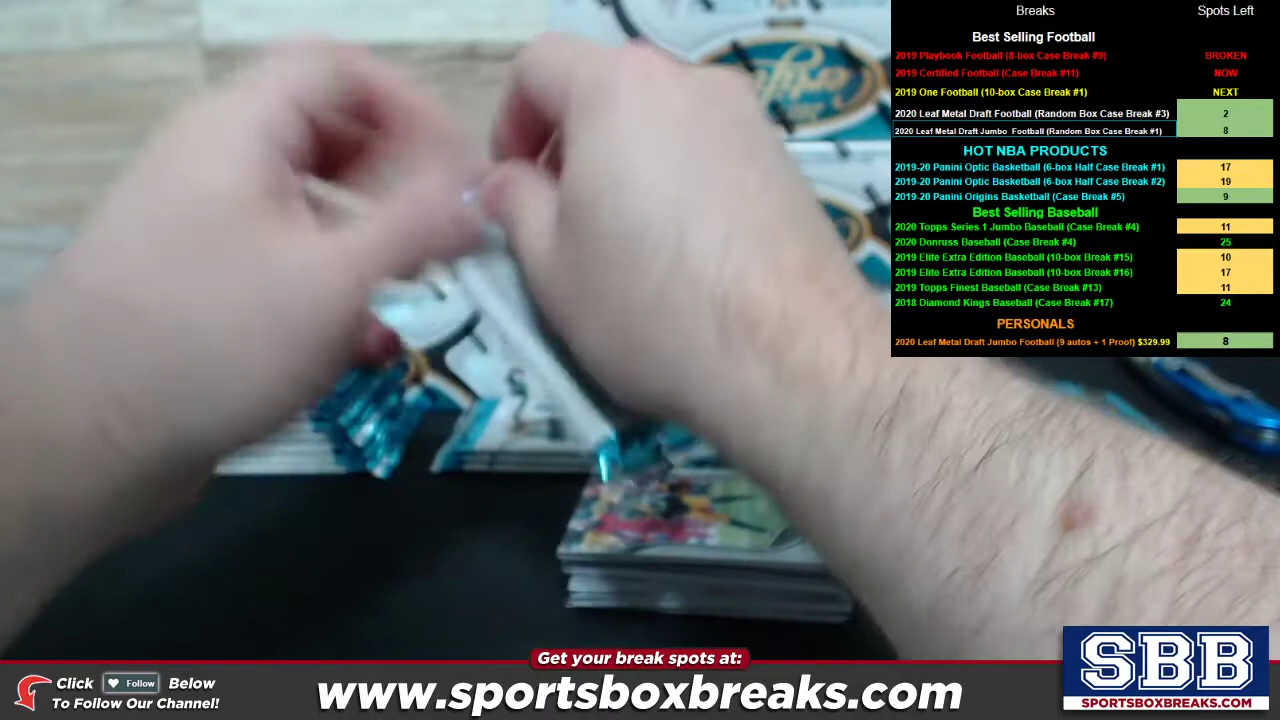 Breaks Spots Left
Best Selling Football
2019 Playbook Football (8-box Case Break #9) BROKEN
2019 Certified Football (Case Break #11) NOW
2019 One Football (10-box Case Break #1) NEXT
2020 Leaf Metal Draft Football (Random Box Case Break #3) 2
2020 Leaf Metal Draft Jumbo Football (Random Box Case Break #1) 8
HOT NBA PRODUCTS
2019-20 Panini Optic Basketball (6-box Half Case Break #1) 17
2019-20 Panini Optic Basketball (6-box Half Case Break #2) 19
2019-20 Panini Origins Basketball (Case Break #5) 9
Best Selling Baseball
2020 Topps Series 1 Jumbo Baseball (Case Break #4) 11
2020 Donruss Baseball (Case Break #4) 25
2019 Elite Extra Edition Baseball (10-box Break #15) 10
2019 Elite Extra Edition Baseball (10-box Break #16) 17
2019 Topps Finest Baseball (Case Break #13) 11
2018 Diamond Kings Baseball (Case Break #17) 24
PERSONALS
2020 Leaf Metal Draft Jumbo Football (9 autos + 1 Proof) $329.99 8
Get your break spots at:
Click Follow Below
To Follow Our Channel!
www.sportsboxbreaks.com
SBB
SPORTSBOXBREAKS.COM